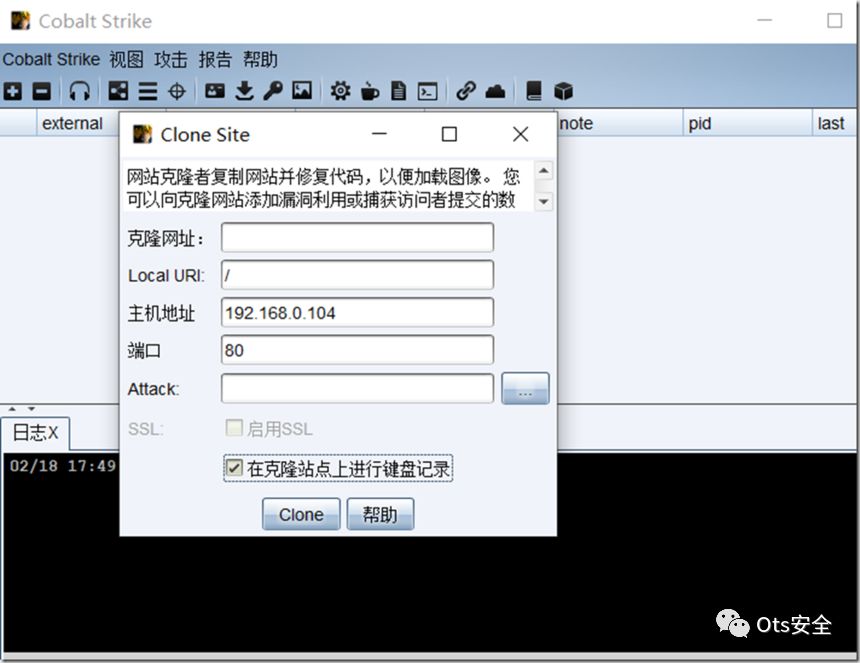 Cobalt Strike
Cobalt Strike 视图 攻击 报告 帮助
external note pid last
Clone Site
网站克隆者复制网站并修复代码，以便加载图像。 您
可以向克隆网站添加漏洞利用或捕获访问者提交的数
克隆网址：
Local URI: /
主机地址 192.168.0.104
端口 80
Attack: ...
SSL: 启用SSL
在克隆站点上进行键盘记录
Clone 帮助
日志X
02/18 17:49
Ots安全